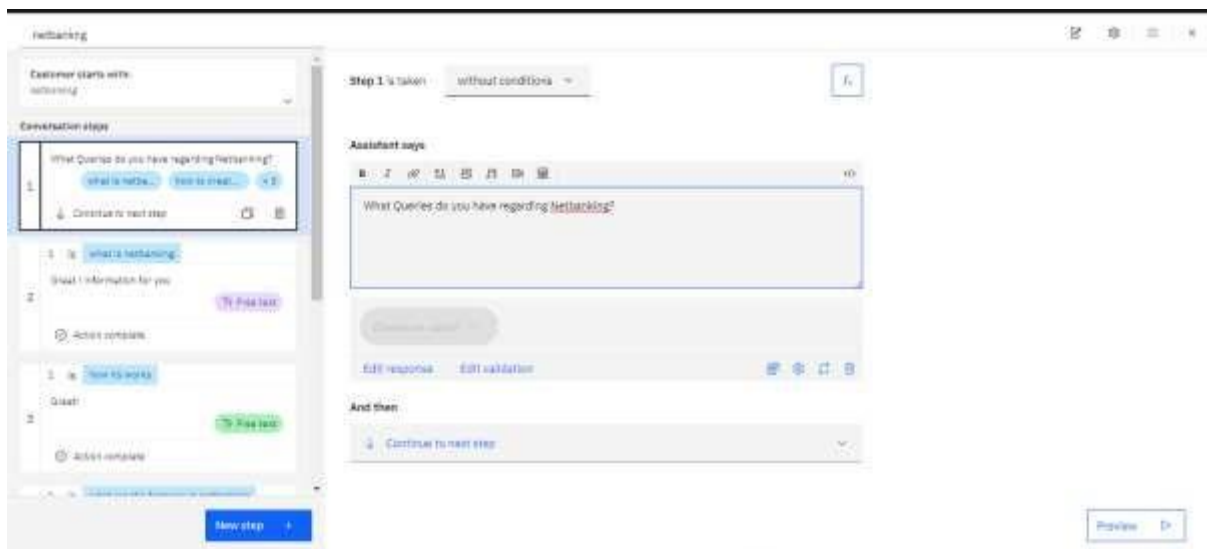 netbanking
Customer starts with:
netbanking
Conversation steps
1
What Queries do you have regarding Netbanking?
what is netba...
how to creat...
Continue to next step
1 is what is netbanking
2
Great ! information for you
Free text
Action complete
1 is how its works
3
Great!
Free text
Action complete
New step +
Step 1 is taken
without conditions
Assistant says
B I
What Queries do you have regarding Netbanking?
Edit response
Edit validation
And then
Continue to next step
Preview